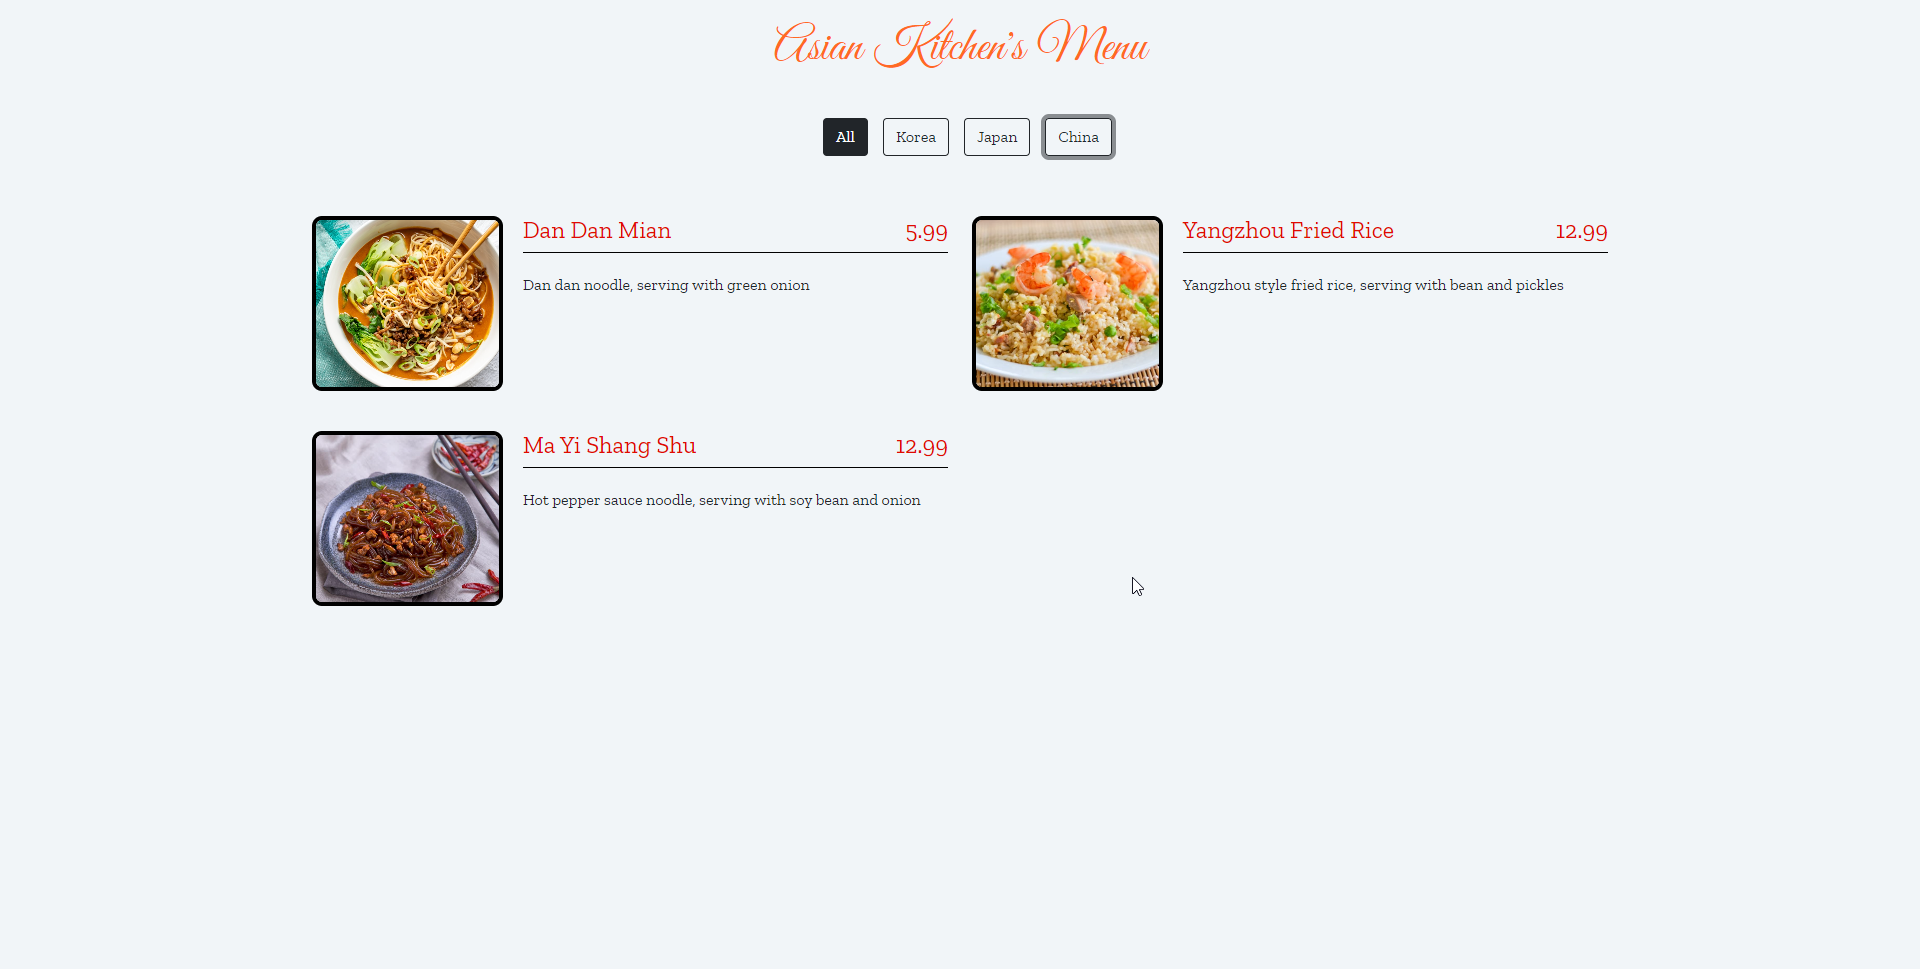 Asian Kitchen's Menu
All
Korea
Japan
China
Dan Dan Mian 5.99
Dan dan noodle, serving with green onion
Yangzhou Fried Rice 12.99
Yangzhou style fried rice, serving with bean and pickles
Ma Yi Shang Shu 12.99
Hot pepper sauce noodle, serving with soy bean and onion